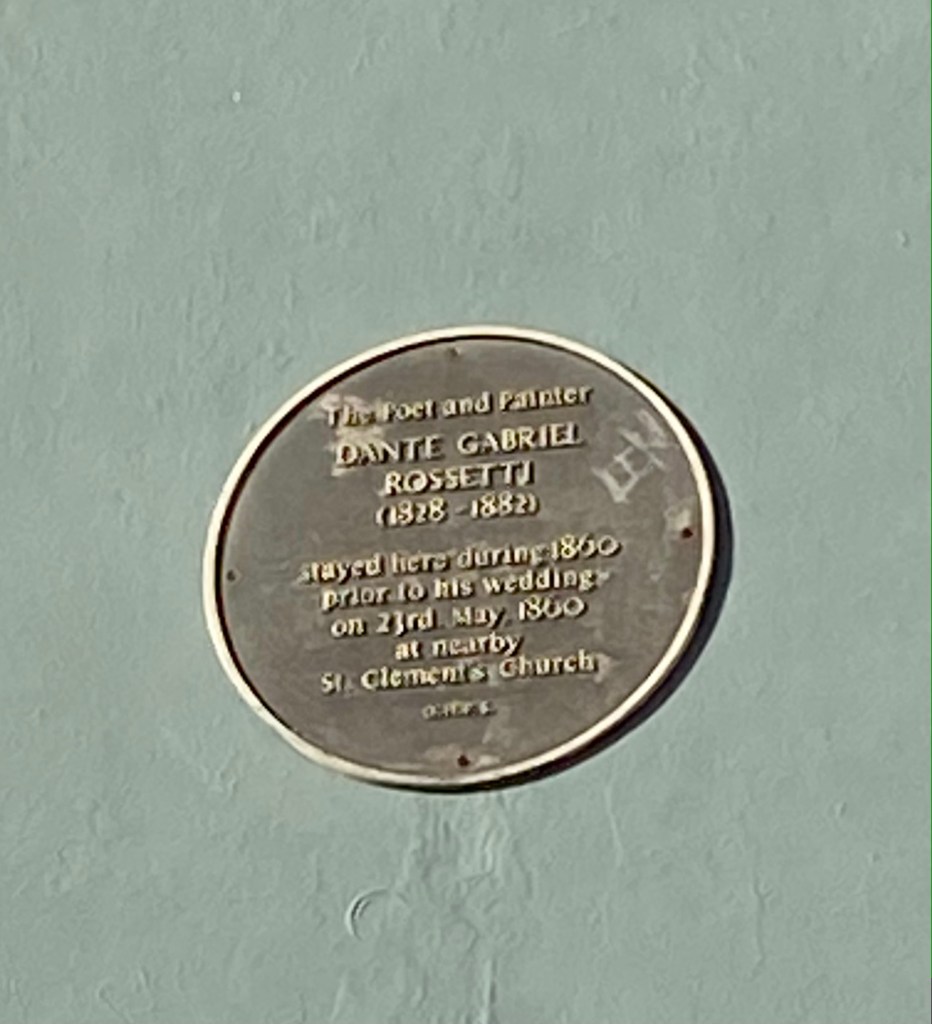 The Poet and Painter
DANTE GABRIEL
ROSSETTI
(1828 - 1882)
stayed here during 1860
prior to his wedding
on 23rd. May, 1860
at nearby
St. Clement's Church